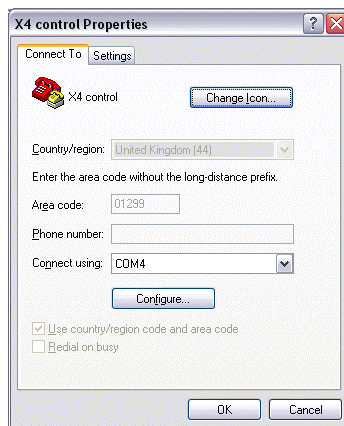 X4 control Properties
Connect To Settings
X4 control Change Icon...
Country/region: United Kingdom (44)
Enter the area code without the long-distance prefix.
Area code: 01299
Phone number:
Connect using: COM4
Configure...
Use country/region code and area code
Redial on busy
OK Cancel